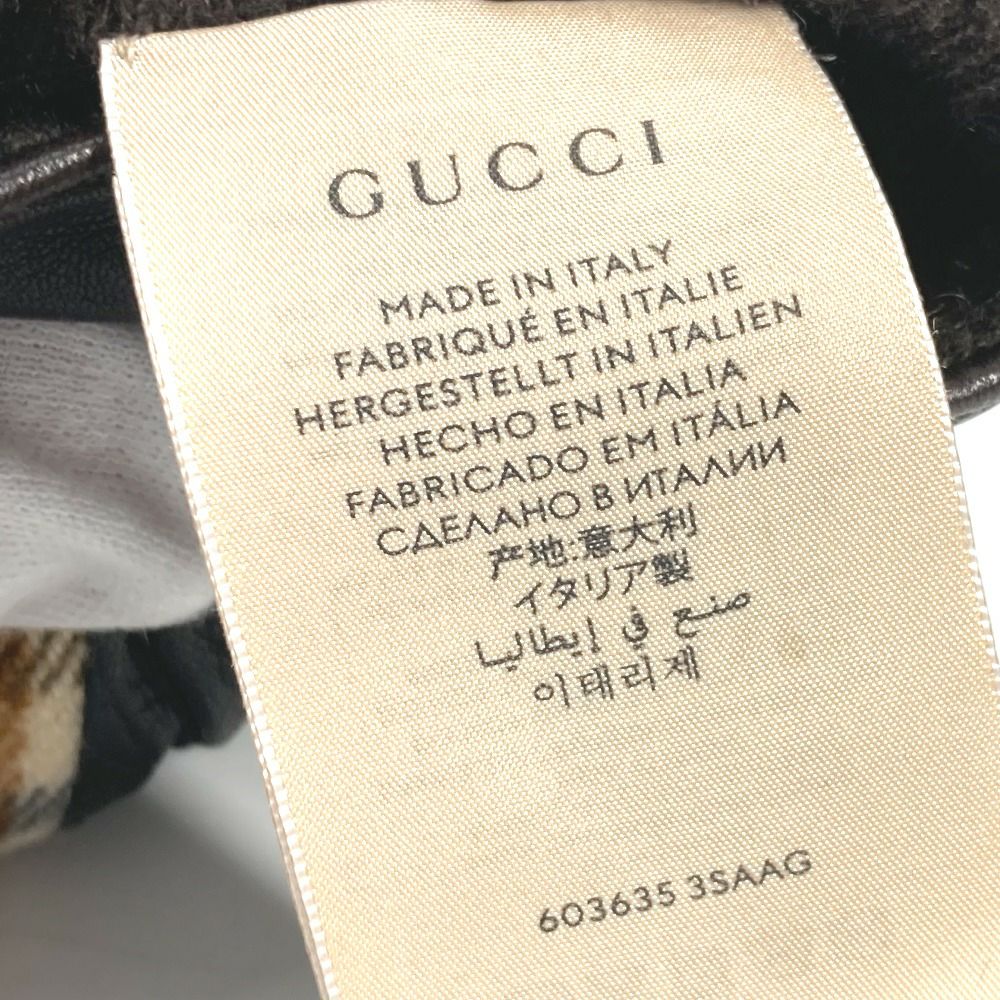 GUCCI
MADE IN ITALY
FABRIQUÉ EN ITALIE
HERGESTELLT IN ITALIEN
HECHO EN ITALIA
FABRICADO EM ITÁLIA
СДЕЛАНО В ИТАЛИИ
产地:意大利
イタリア製
صنع في إيطاليا
이태리제
603635 3SAAG